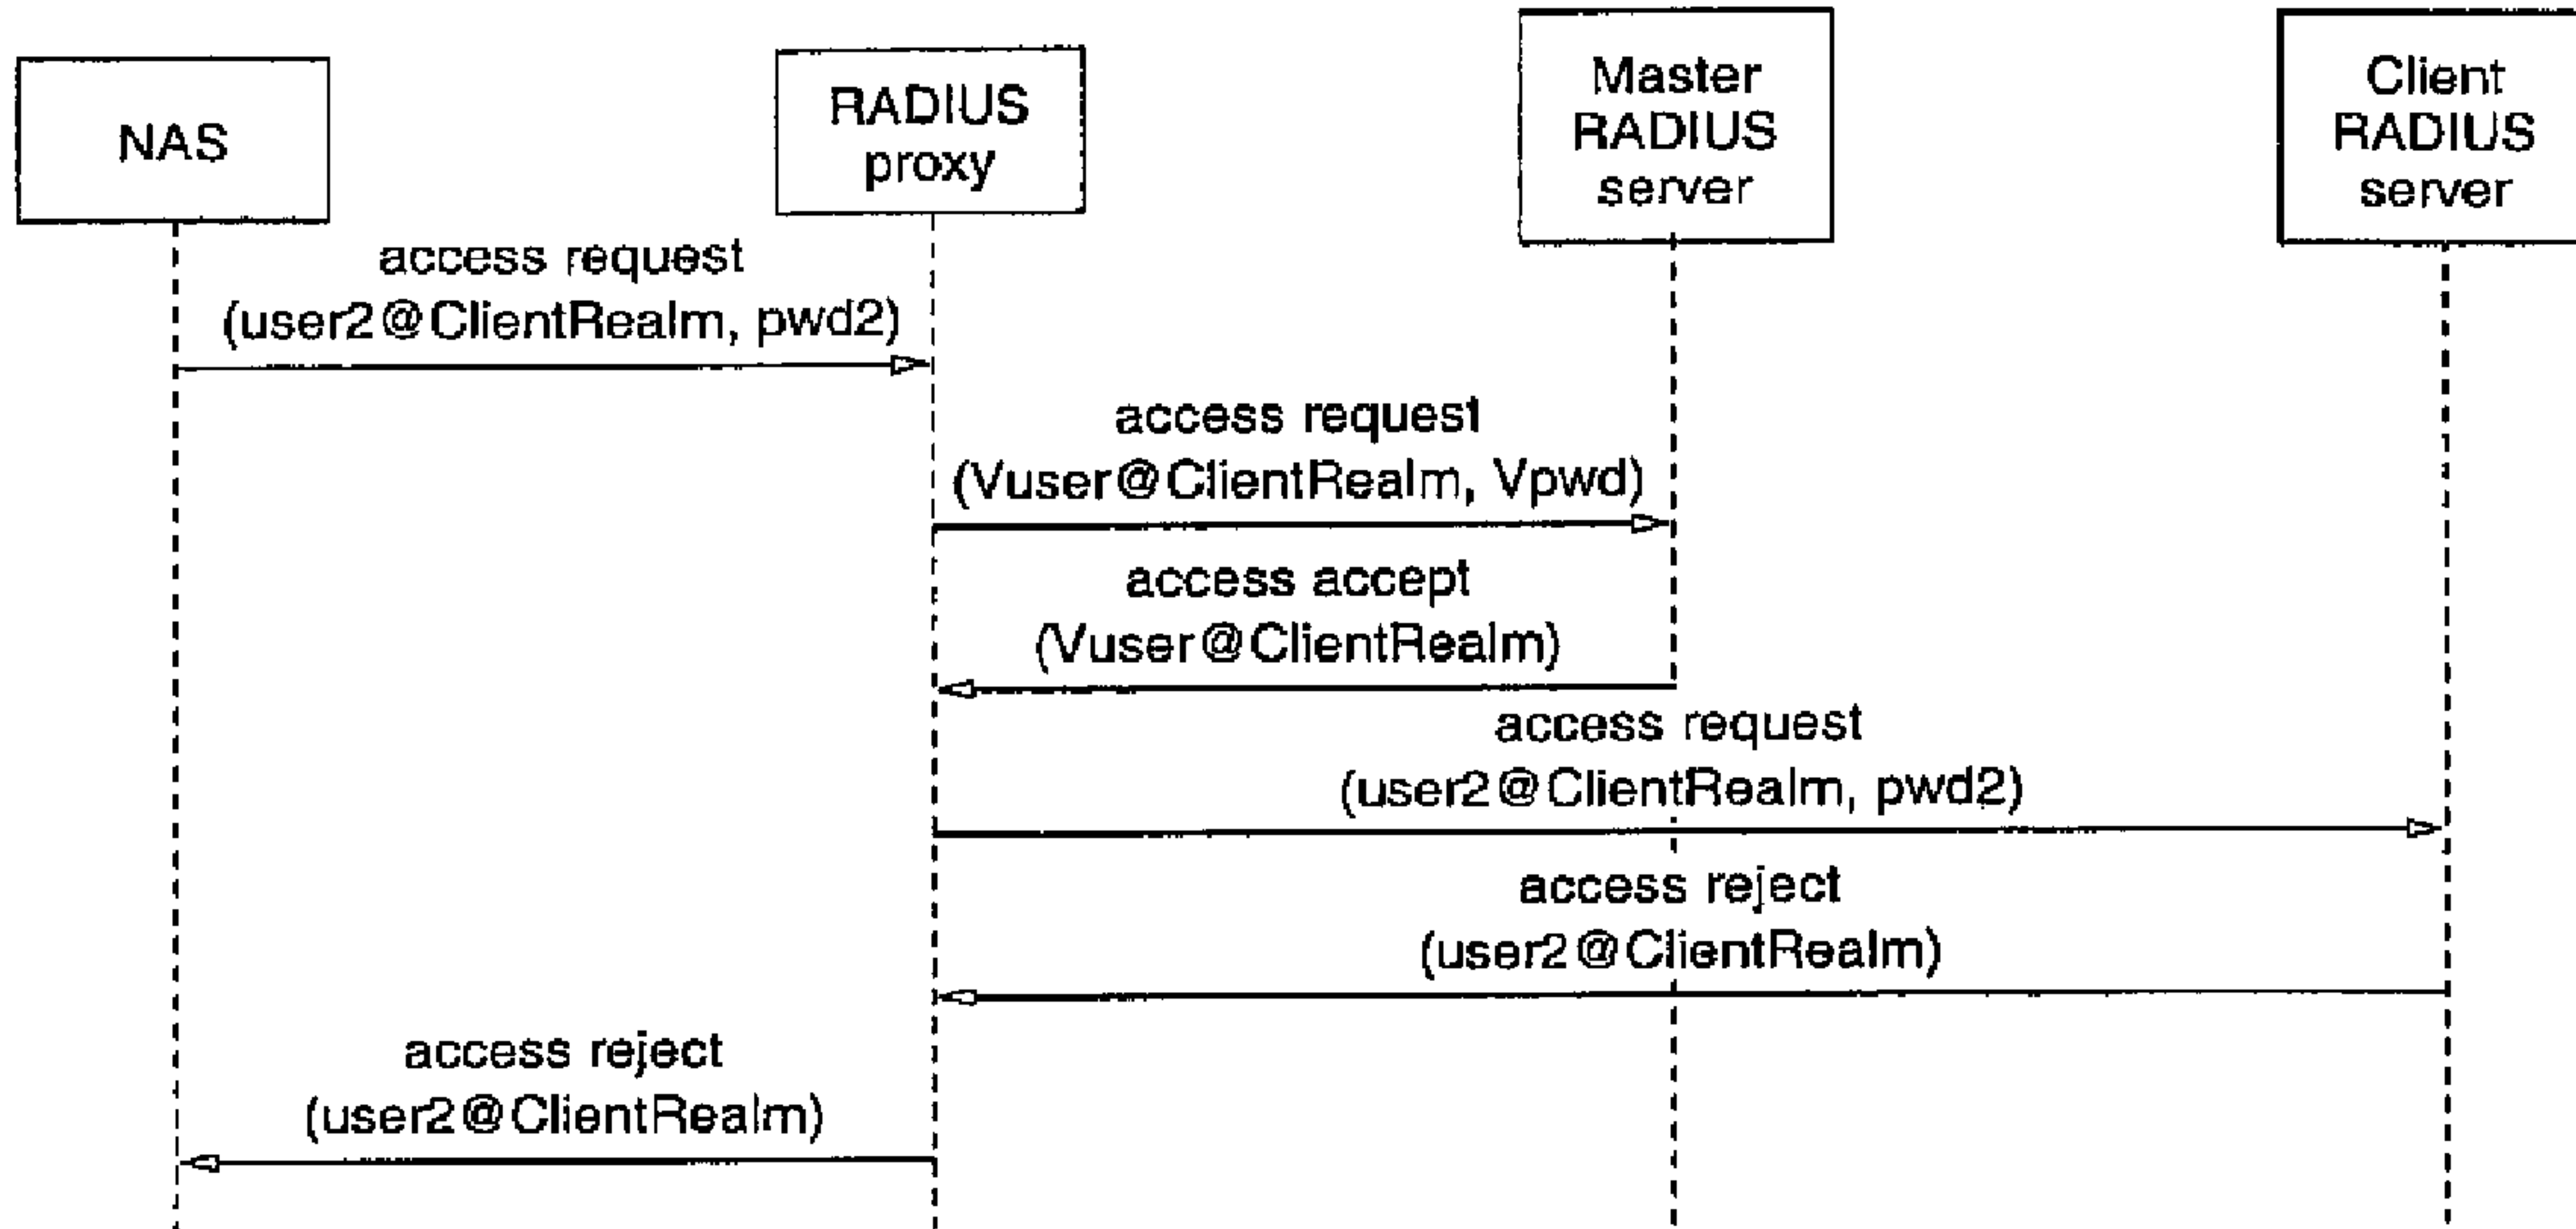 NAS
RADIUS
proxy
Master
RADIUS
server
Client
RADIUS
server
access request
(user2@ClientRealm, pwd2)
access request
(Vuser@ClientRealm, Vpwd)
access accept
(Vuser@ClientRealm)
access request
(user2@ClientRealm, pwd2)
access reject
(user2@ClientRealm)
access reject
(user2@ClientRealm)